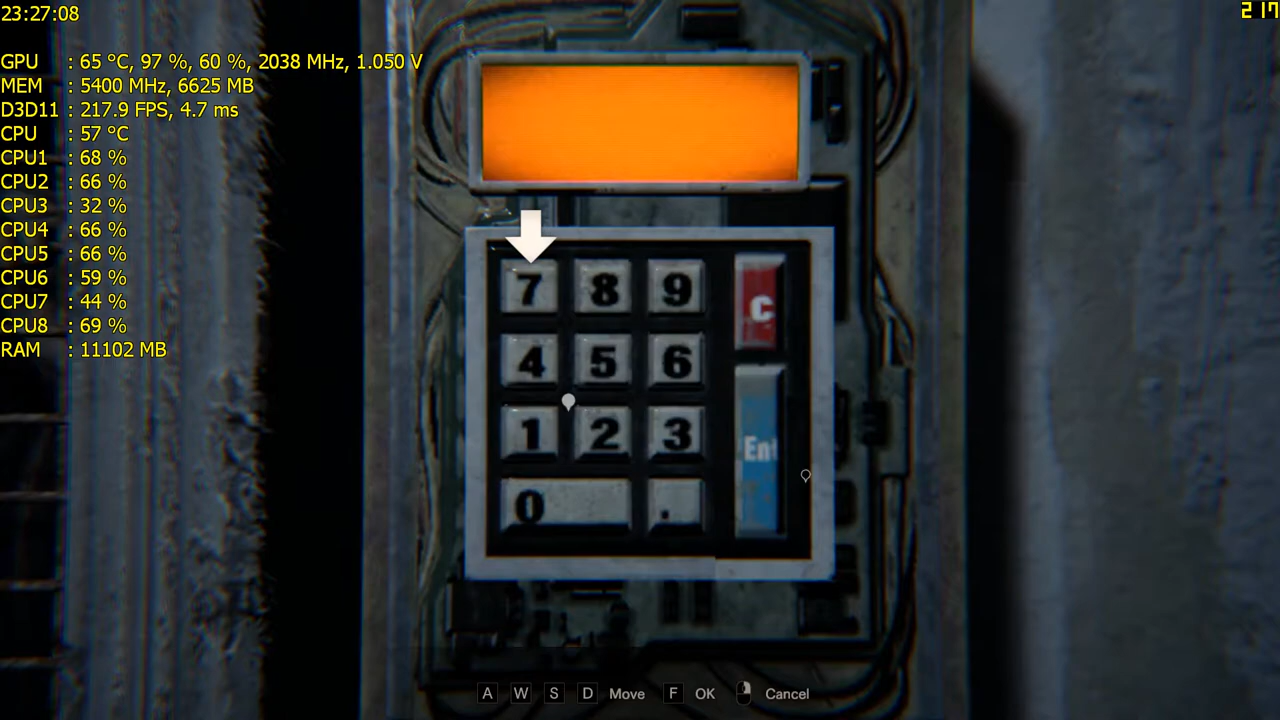 23:27:08
217
GPU : 65 °C, 97 %, 60 %, 2038 MHz, 1.050 V
MEM : 5400 MHz, 6625 MB
D3D11 : 217.9 FPS, 4.7 ms
CPU : 57 °C
CPU1 : 68 %
CPU2 : 66 %
CPU3 : 32 %
CPU4 : 66 %
CPU5 : 66 %
CPU6 : 59 %
CPU7 : 44 %
CPU8 : 69 %
RAM : 11102 MB
7 8 9 C
4 5 6
1 2 3 Ent
0 .
A W S D Move F OK Cancel